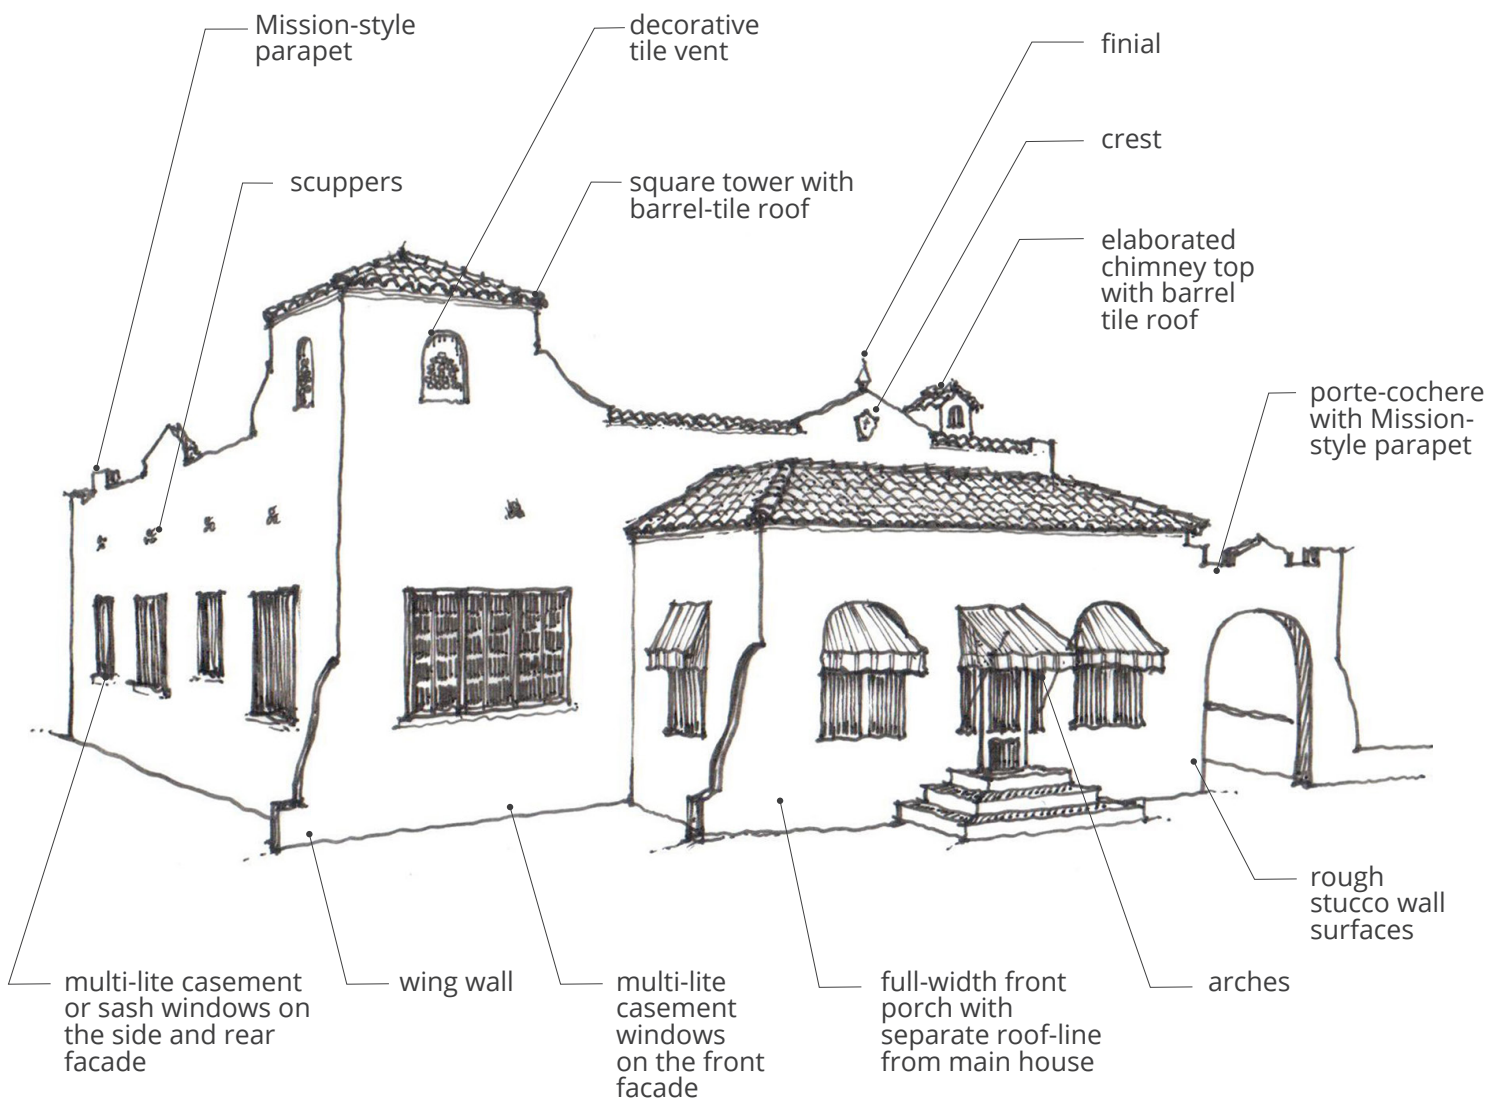 Mission-style
parapet
decorative
tile vent
finial
crest
scuppers
square tower with
barrel-tile roof
elaborated
chimney top
with barrel
tile roof
porte-cochere
with Mission-
style parapet
rough
stucco wall
surfaces
multi-lite casement
or sash windows on
the side and rear
facade
wing wall
multi-lite
casement
windows
on the front
facade
full-width front
porch with
separate roof-line
from main house
arches